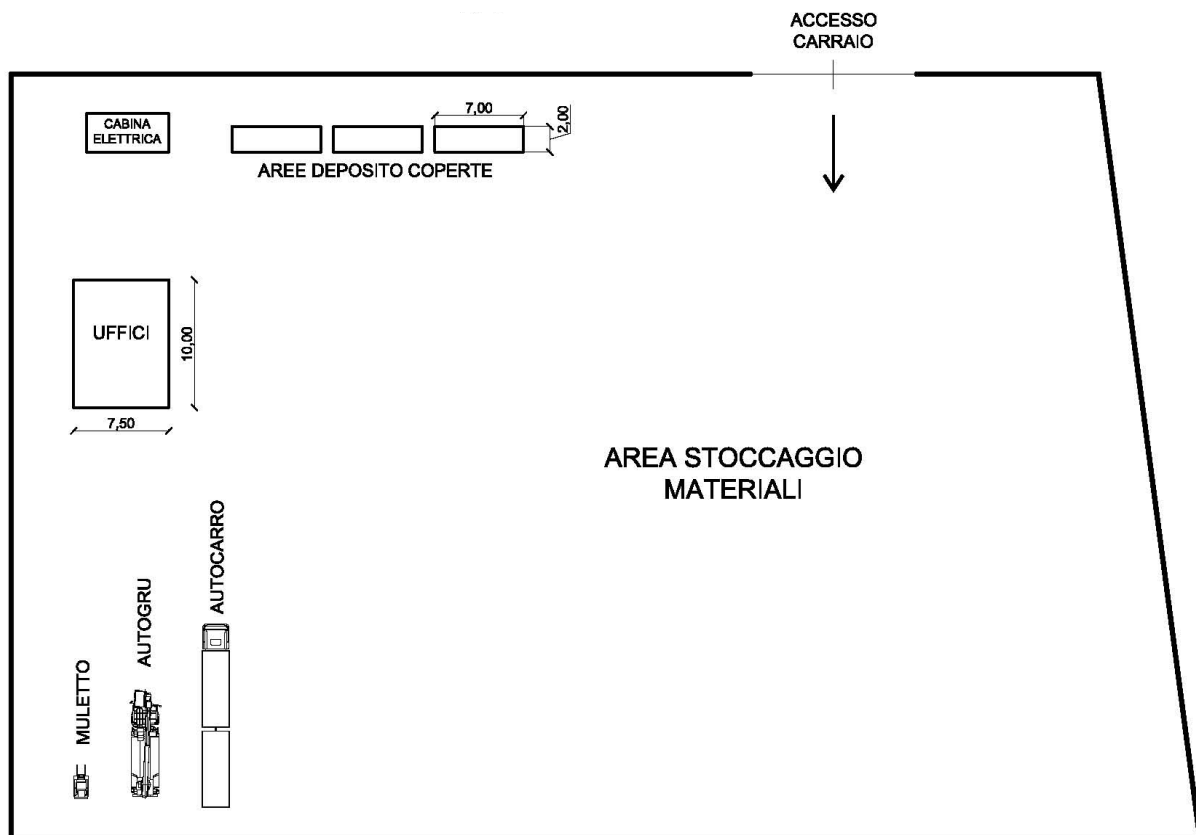 ACCESSO
CARRAIO
CABINA
ELETTRICA
7,00
2,00
AREE DEPOSITO COPERTE
UFFICI
10,00
7,50
AREA STOCCAGGIO
MATERIALI
MULETTO
AUTOGRU
AUTOCARRO